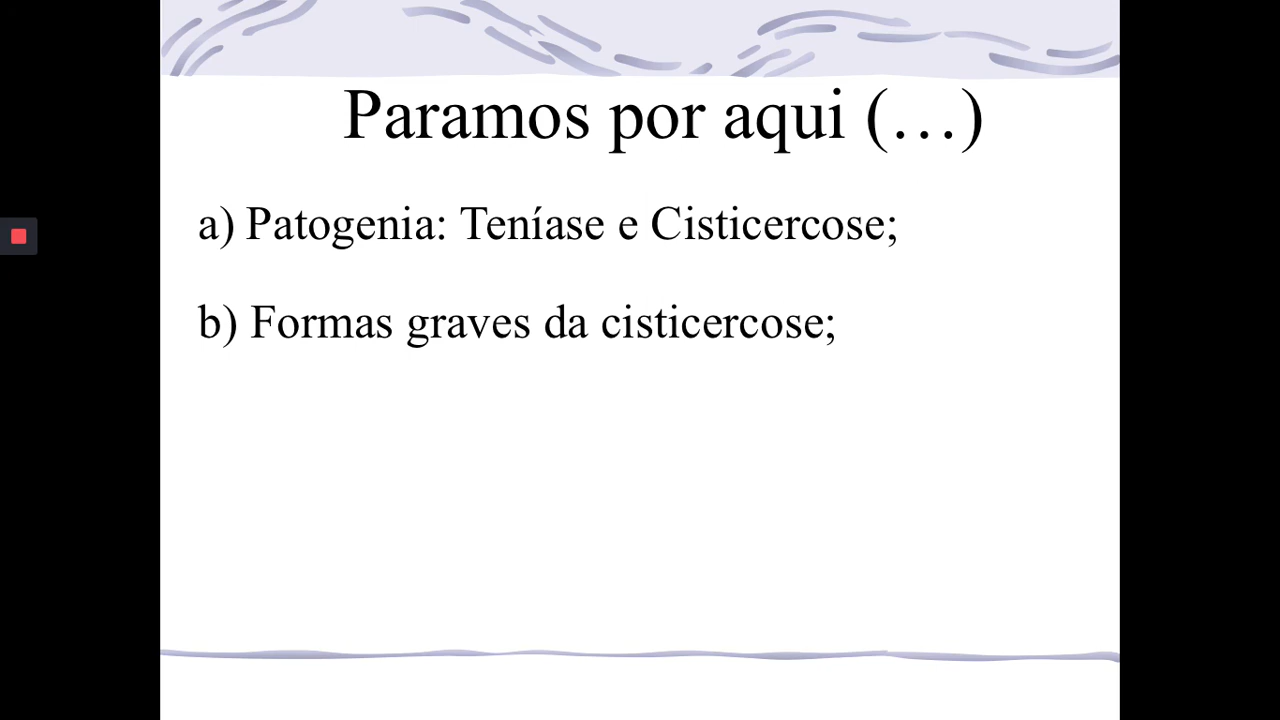 Paramos por aqui (…)
a) Patogenia: Teníase e Cisticercose;
b) Formas graves da cisticercose;